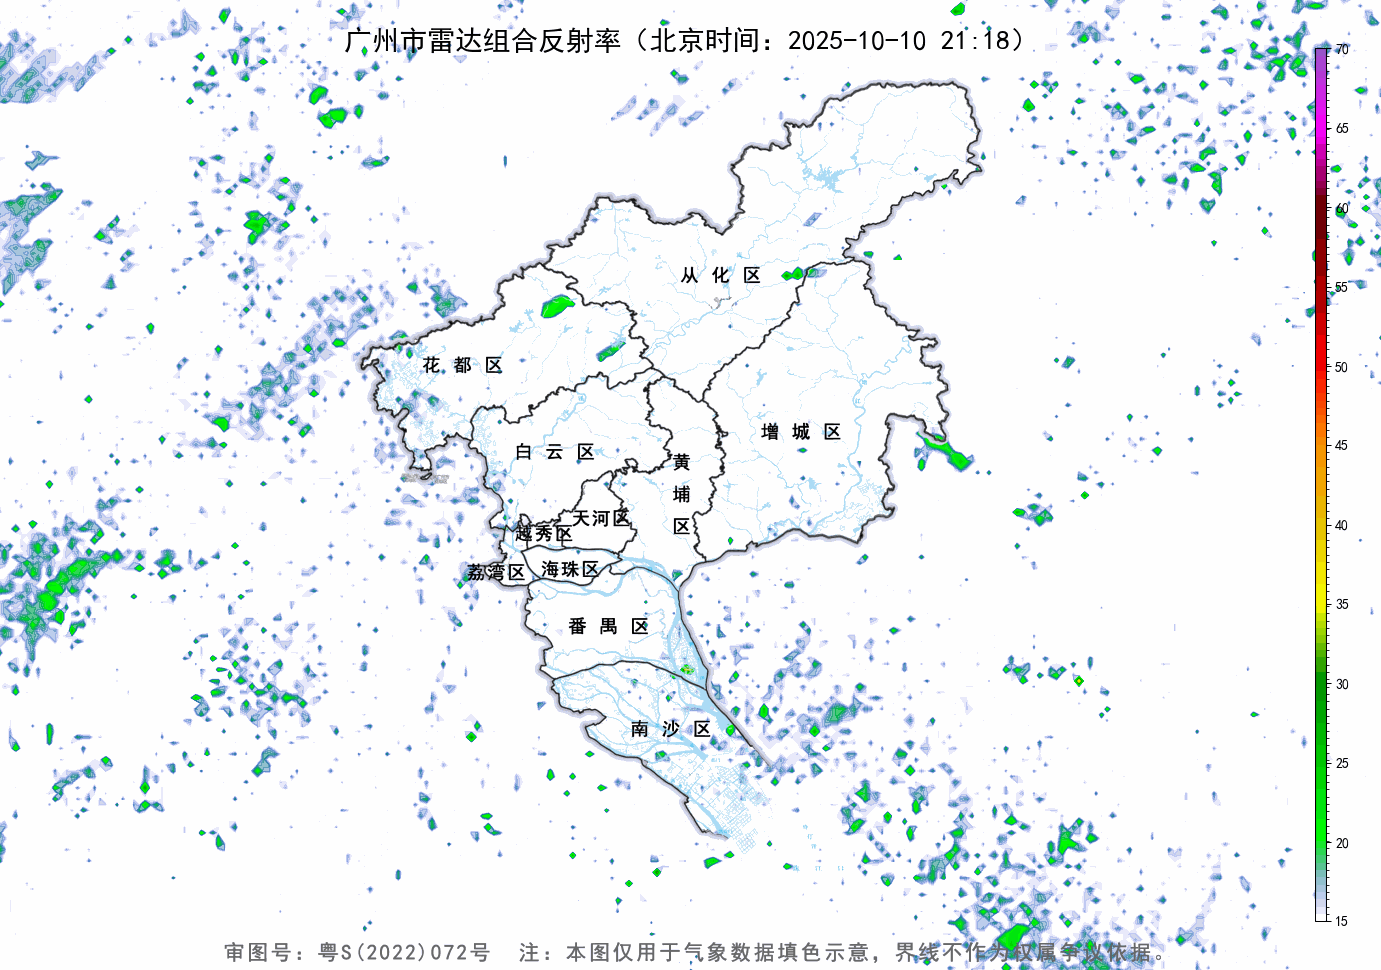 广州市雷达组合反射率（北京时间：2025-10-10 21:18）
70
65
60
55
50
45
40
35
30
25
20
15
从化区
花都区
增城区
白云区
黄埔区
天河区
越秀区
荔湾区
海珠区
番禺区
南沙区
审图号：粤S(2022)072号 注：本图仅用于气象数据填色示意，界线不作为权属争议依据。